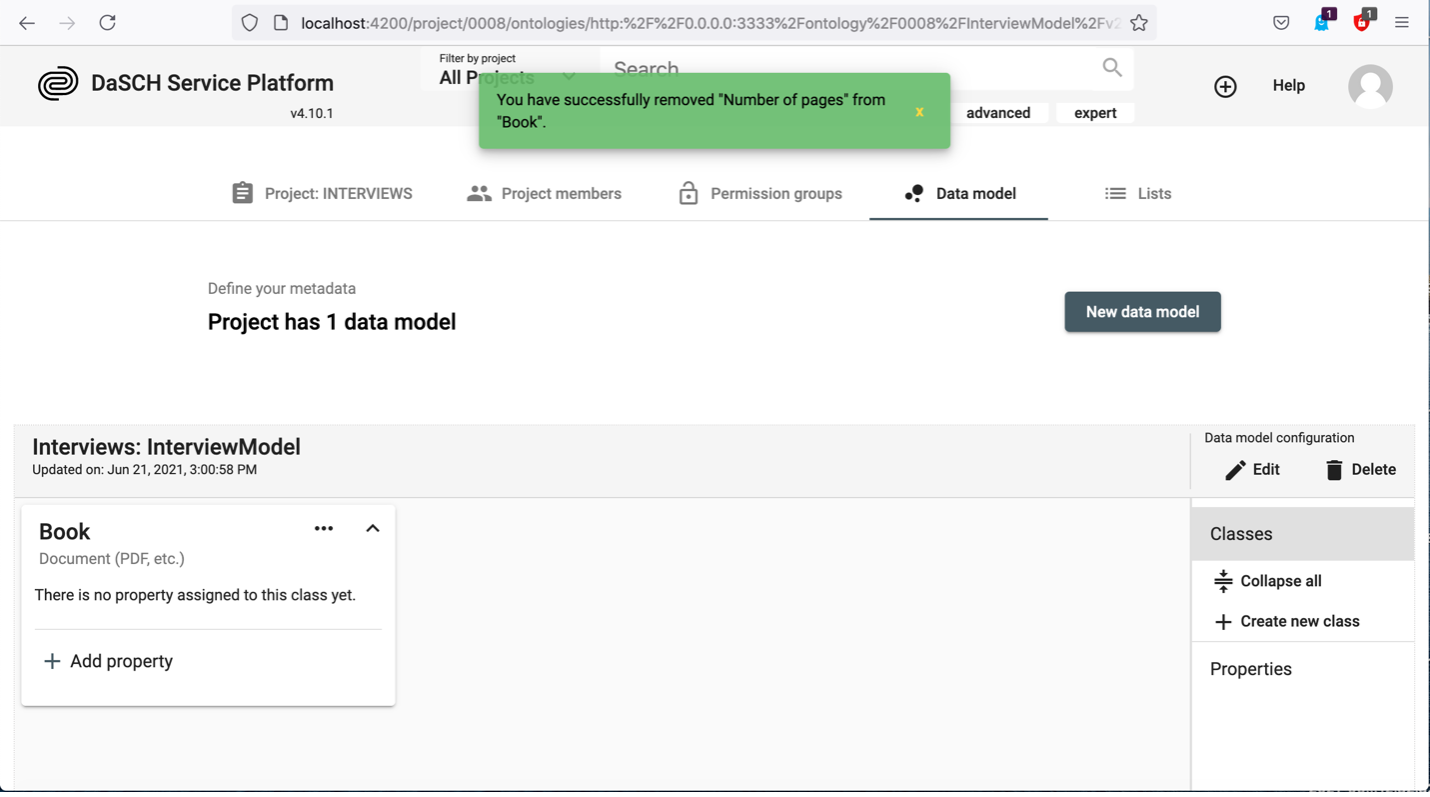 localhost:4200/project/0008/ontologies/http:%2F%2F0.0.0.0:3333%2Fontology%2F0008%2FInterviewModel%2Fv2
1
1
DaSCH Service Platform
v4.10.1
Filter by project
All Projects
Search
advanced
expert
Help
You have successfully removed "Number of pages" from
"Book".
x
Project: INTERVIEWS
Project members
Permission groups
Data model
Lists
Define your metadata
Project has 1 data model
New data model
Interviews: InterviewModel
Updated on: Jun 21, 2021, 3:00:58 PM
Data model configuration
Edit
Delete
Book
Document (PDF, etc.)
There is no property assigned to this class yet.
+ Add property
Classes
Collapse all
+ Create new class
Properties